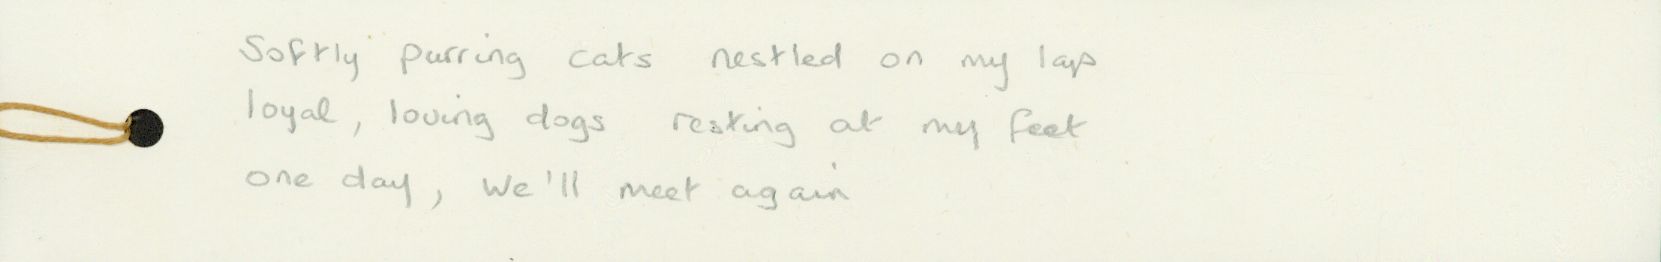 Softly purring cats nestled on my lap
loyal, loving dogs resting at my feet
one day, we'll meet again